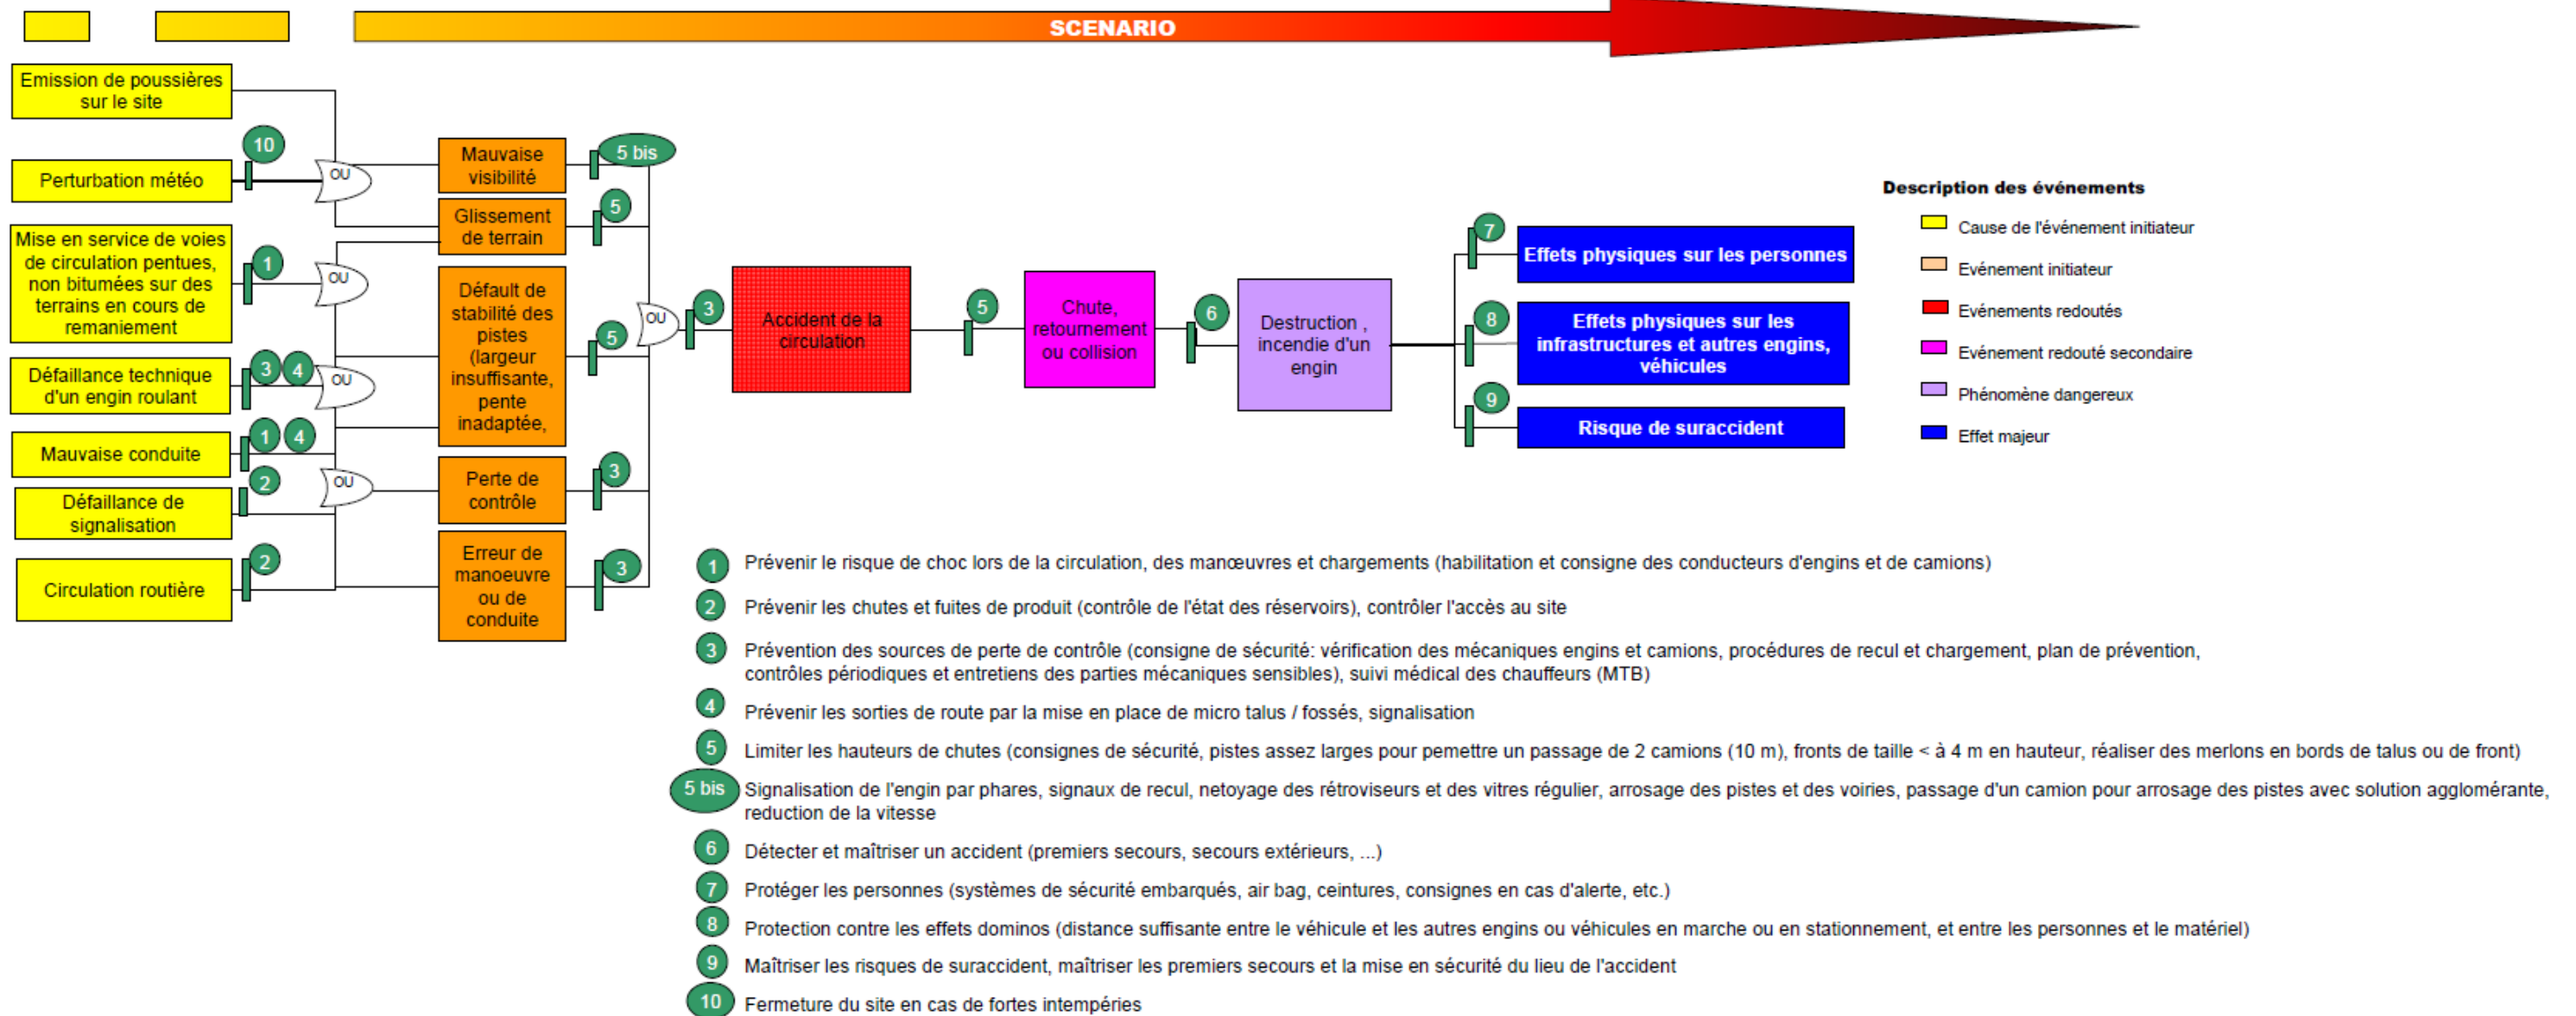 SCENARIO
Emission de poussières
sur le site
10
Perturbation météo
OU
Mise en service de voies
de circulation pentues,
non bitumées sur des
terrains en cours de
remaniement
1
OU
Défaillance technique
d'un engin roulant
3
4
OU
Mauvaise conduite
1
4
Défaillance de
signalisation
2
OU
Circulation routière
2
Mauvaise
visibilité
5 bis
Glissement
de terrain
5
Défault de
stabilité des
pistes
(largeur
insuffisante,
pente
inadaptée,
5
Perte de
contrôle
3
Erreur de
manoeuvre
ou de
conduite
3
OU
3
Accident de la
circulation
5
Chute,
retournement
ou collision
6
Destruction ,
incendie d'un
engin
7
Effets physiques sur les personnes
8
Effets physiques sur les
infrastructures et autres engins,
véhicules
9
Risque de suraccident
Description des événements
Cause de l'événement initiateur
Evénement initiateur
Evénements redoutés
Evénement redouté secondaire
Phénomène dangereux
Effet majeur
1 Prévenir le risque de choc lors de la circulation, des manœuvres et chargements (habilitation et consigne des conducteurs d'engins et de camions)
2 Prévenir les chutes et fuites de produit (contrôle de l'état des réservoirs), contrôler l'accès au site
3 Prévention des sources de perte de contrôle (consigne de sécurité: vérification des mécaniques engins et camions, procédures de recul et chargement, plan de prévention,
contrôles périodiques et entretiens des parties mécaniques sensibles), suivi médical des chauffeurs (MTB)
4 Prévenir les sorties de route par la mise en place de micro talus / fossés, signalisation
5 Limiter les hauteurs de chutes (consignes de sécurité, pistes assez larges pour pemettre un passage de 2 camions (10 m), fronts de taille < à 4 m en hauteur, réaliser des merlons en bords de talus ou de front)
5 bis Signalisation de l'engin par phares, signaux de recul, netoyage des rétroviseurs et des vitres régulier, arrosage des pistes et des voiries, passage d'un camion pour arrosage des pistes avec solution agglomérante,
reduction de la vitesse
6 Détecter et maîtriser un accident (premiers secours, secours extérieurs, ...)
7 Protéger les personnes (systèmes de sécurité embarqués, air bag, ceintures, consignes en cas d'alerte, etc.)
8 Protection contre les effets dominos (distance suffisante entre le véhicule et les autres engins ou véhicules en marche ou en stationnement, et entre les personnes et le matériel)
9 Maîtriser les risques de suraccident, maîtriser les premiers secours et la mise en sécurité du lieu de l'accident
10 Fermeture du site en cas de fortes intempéries